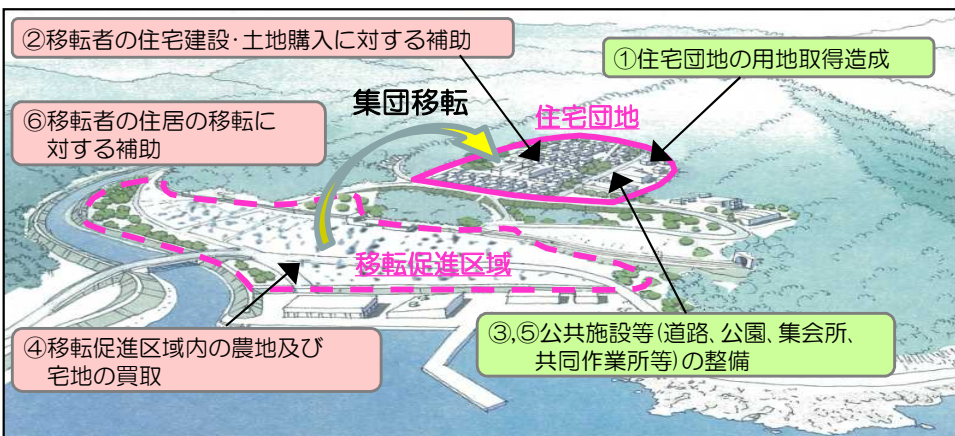 ②移転者の住宅建設・土地購入に対する補助
①住宅団地の用地取得造成
集団移転
住宅団地
⑥移転者の住居の移転に
対する補助
移転促進区域
④移転促進区域内の農地及び
宅地の買取
③,⑤公共施設等(道路、公園、集会所、
共同作業所等)の整備